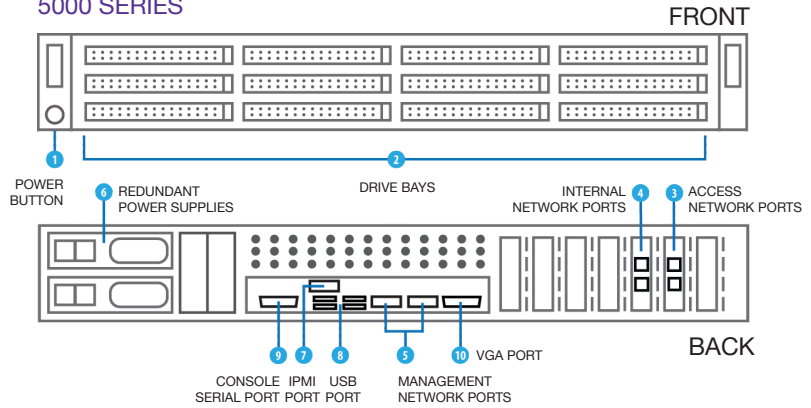 5000 SERIES
FRONT
1
2
POWER
BUTTON
DRIVE BAYS
6 REDUNDANT
POWER SUPPLIES
INTERNAL 4
NETWORK PORTS
3 ACCESS
NETWORK PORTS
9
7
8
5
10 VGA PORT
BACK
CONSOLE
SERIAL PORT
IPMI
PORT
USB
PORT
MANAGEMENT
NETWORK PORTS